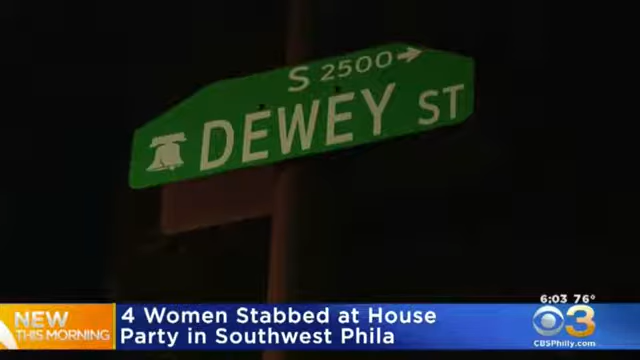 S 2500 →
DEWEY ST
NEW
THIS MORNING
4 Women Stabbed at House
Party in Southwest Phila
6:03 76°
3
CBSPhilly.com